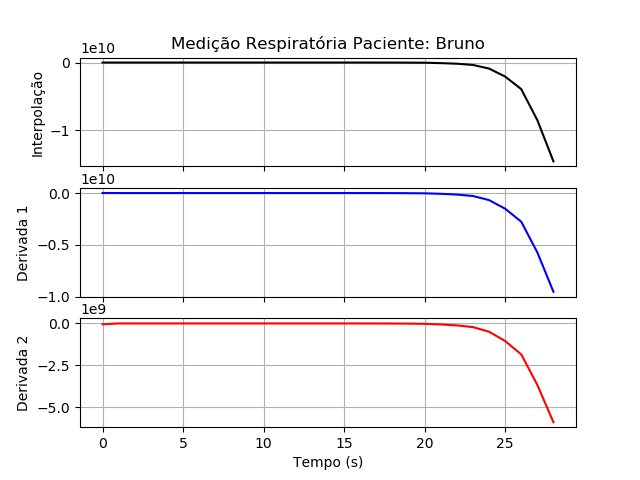 Medição Respiratória Paciente: Bruno
1e10
0
−1
Interpolação
1e10
0.0
−0.5
−1.0
Derivada 1
1e9
0.0
−2.5
−5.0
Derivada 2
0 5 10 15 20 25
Tempo (s)